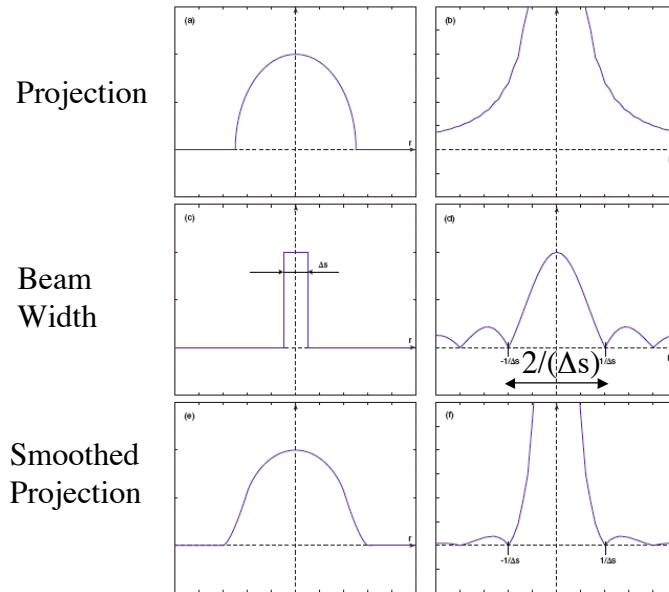 (a)
(b)
Projection
r
(c)
(d)
Δs
Beam
Width
-1/Δs
1/Δs
2/(Δs)
(e)
(f)
Smoothed
Projection
r
-1/Δs
1/Δs